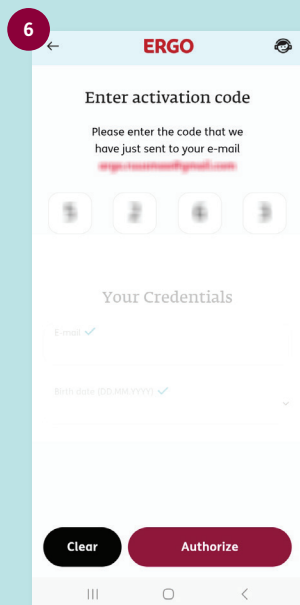 6
ERGO
Enter activation code
Please enter the code that we
have just sent to your e-mail
Your Credentials
E-mail
Birth date (DD.MM.YYYY)
Clear
Authorize